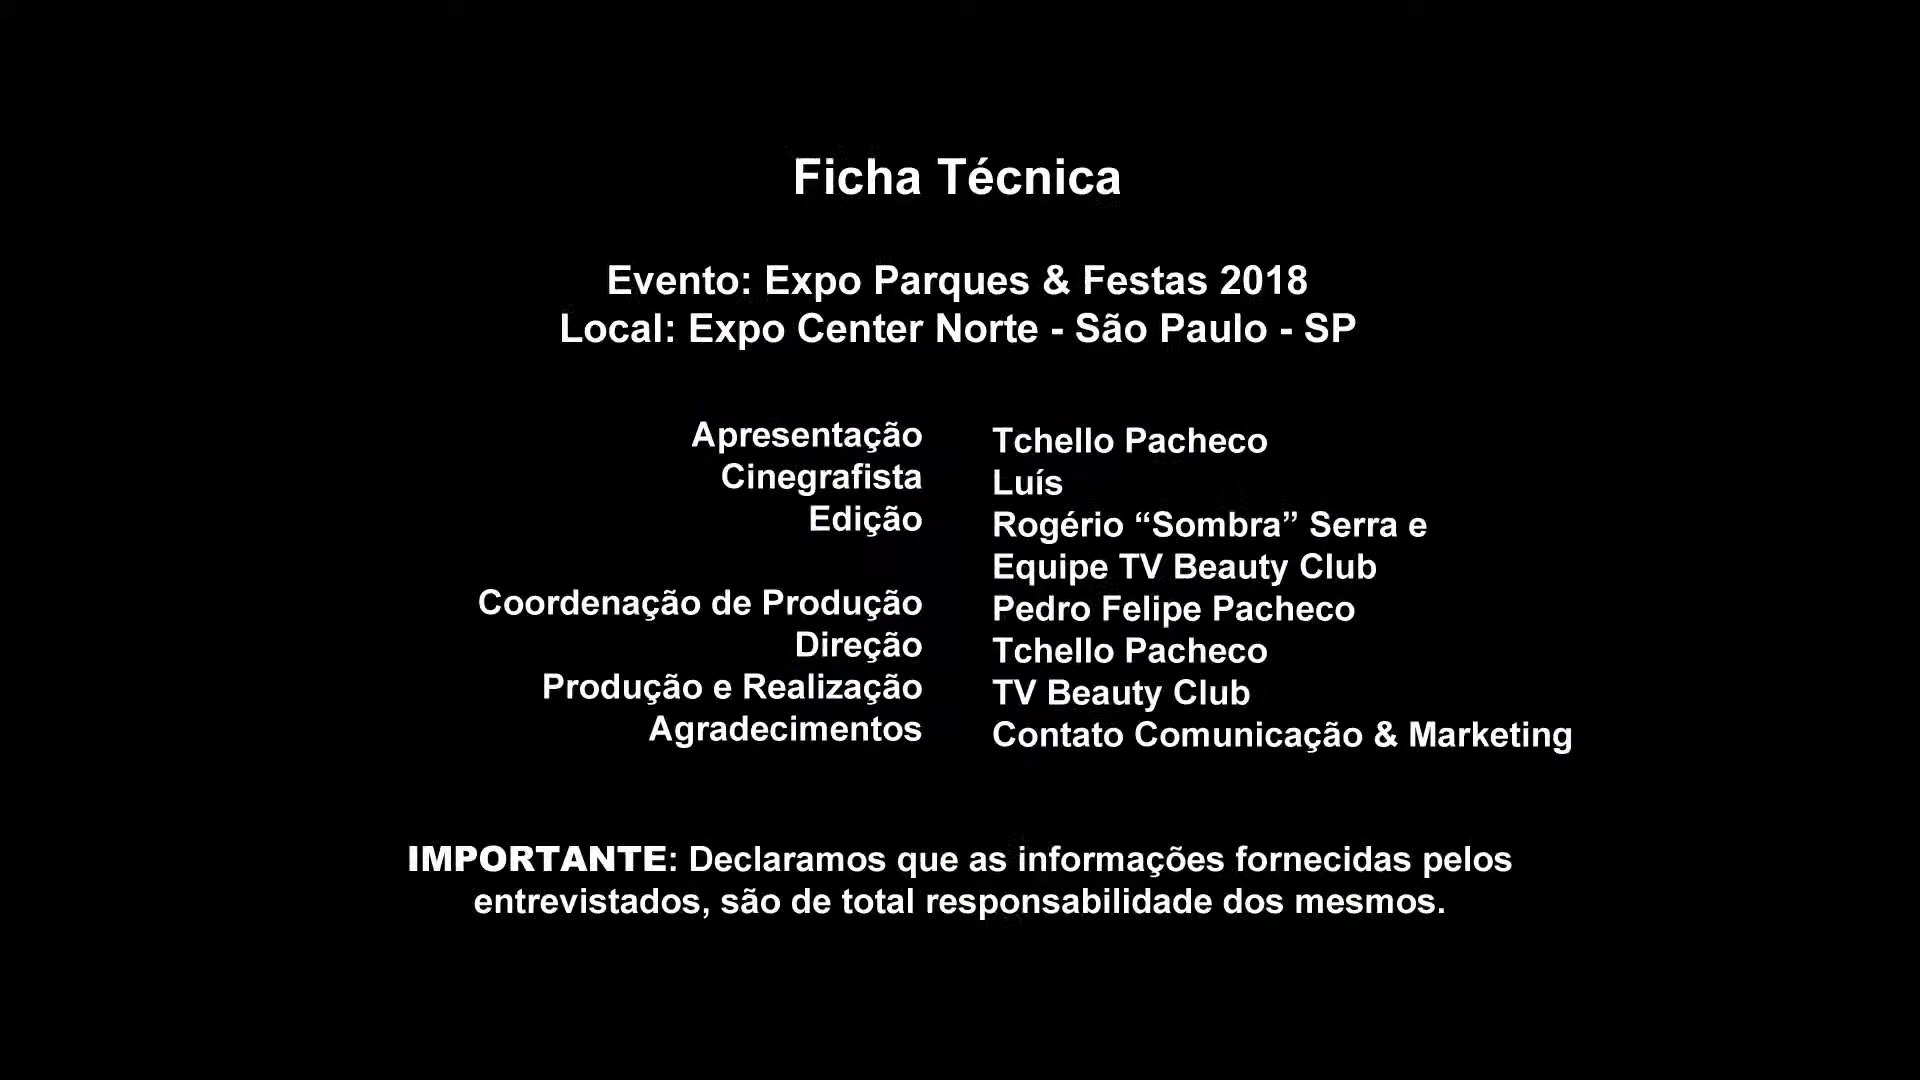 Ficha Técnica
Evento: Expo Parques & Festas 2018
Local: Expo Center Norte - São Paulo - SP
Apresentação Tchello Pacheco
Cinegrafista Luís
Edição Rogério “Sombra” Serra e
Equipe TV Beauty Club
Coordenação de Produção Pedro Felipe Pacheco
Direção Tchello Pacheco
Produção e Realização TV Beauty Club
Agradecimentos Contato Comunicação & Marketing
IMPORTANTE: Declaramos que as informações fornecidas pelos
entrevistados, são de total responsabilidade dos mesmos.